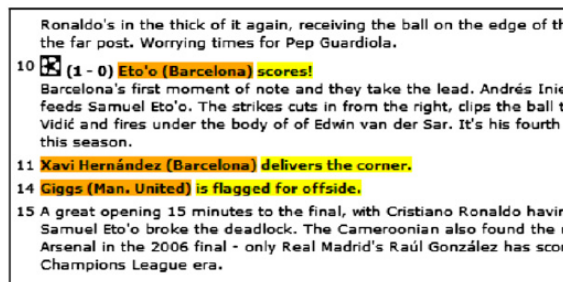 Ronaldo's in the thick of it again, receiving the ball on the edge of
the far post. Worrying times for Pep Guardiola.
10 (1 - 0) Eto'o (Barcelona) scores!
Barcelona's first moment of note and they take the lead. Andrés
feeds Samuel Eto'o. The strikes cuts in from the right, clips the ball
Vidić and fires under the body of of Edwin van der Sar. It's his fourth
this season.
11 Xavi Hernández (Barcelona) delivers the corner.
14 Giggs (Man. United) is flagged for offside.
15 A great opening 15 minutes to the final, with Cristiano Ronaldo
Samuel Eto'o broke the deadlock. The Cameroonian also found the
Arsenal in the 2006 final - only Real Madrid's Raúl González has
Champions League era.